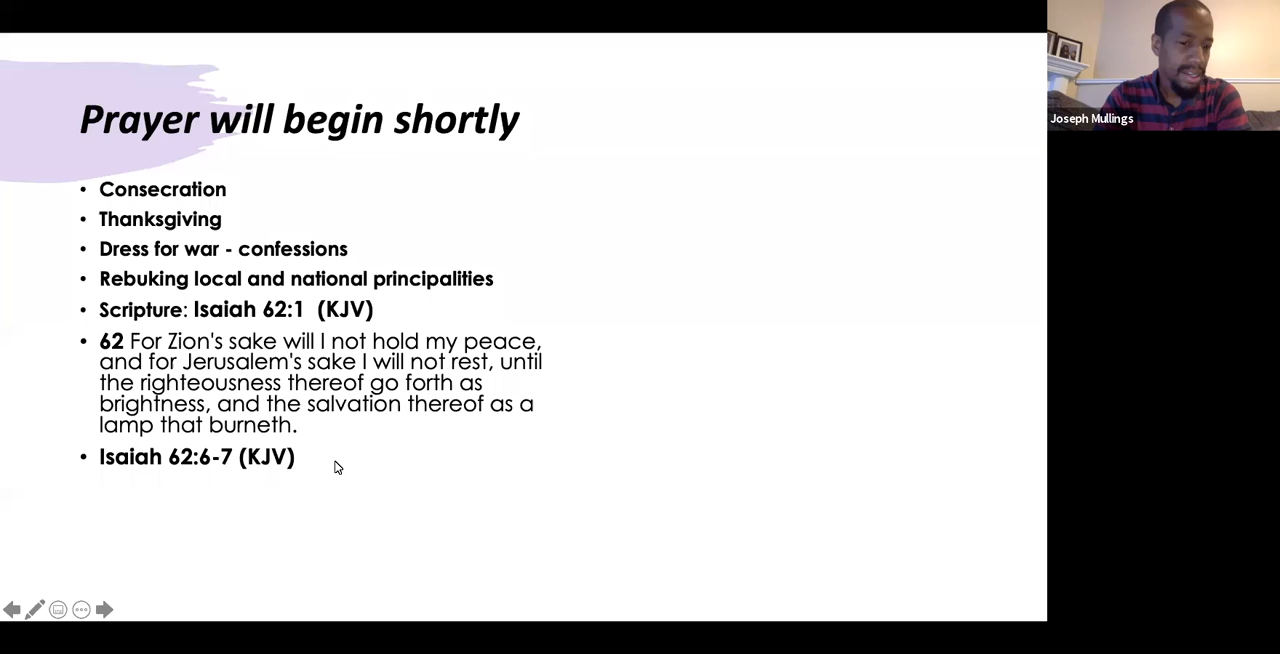 Prayer will begin shortly
• Consecration
• Thanksgiving
• Dress for war - confessions
• Rebuking local and national principalities
• Scripture: Isaiah 62:1 (KJV)
• 62 For Zion's sake will I not hold my peace,
and for Jerusalem's sake I will not rest, until
the righteousness thereof go forth as
brightness, and the salvation thereof as a
lamp that burneth.
• Isaiah 62:6-7 (KJV)
Joseph Mullings